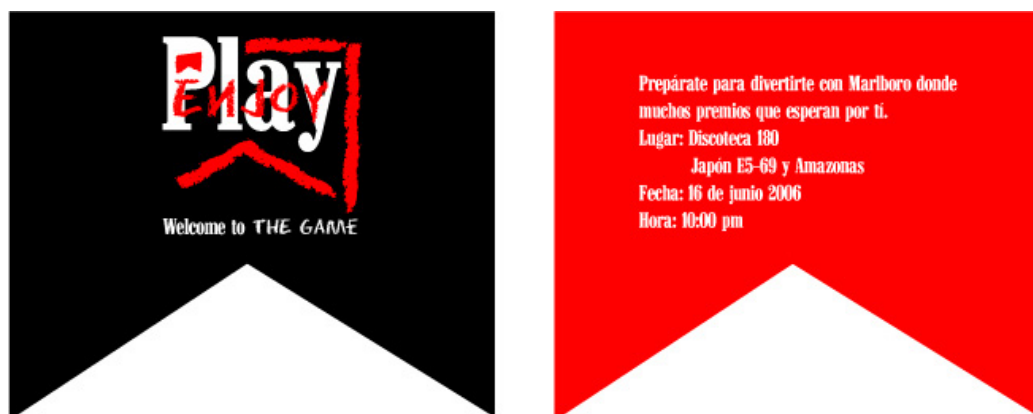 Play
ENJOY
Welcome to THE GAME
Prepárate para divertirte con Marlboro donde
muchos premios que esperan por tí.
Lugar: Discoteca 180
Japón E5-69 y Amazonas
Fecha: 16 de junio 2006
Hora: 10:00 pm